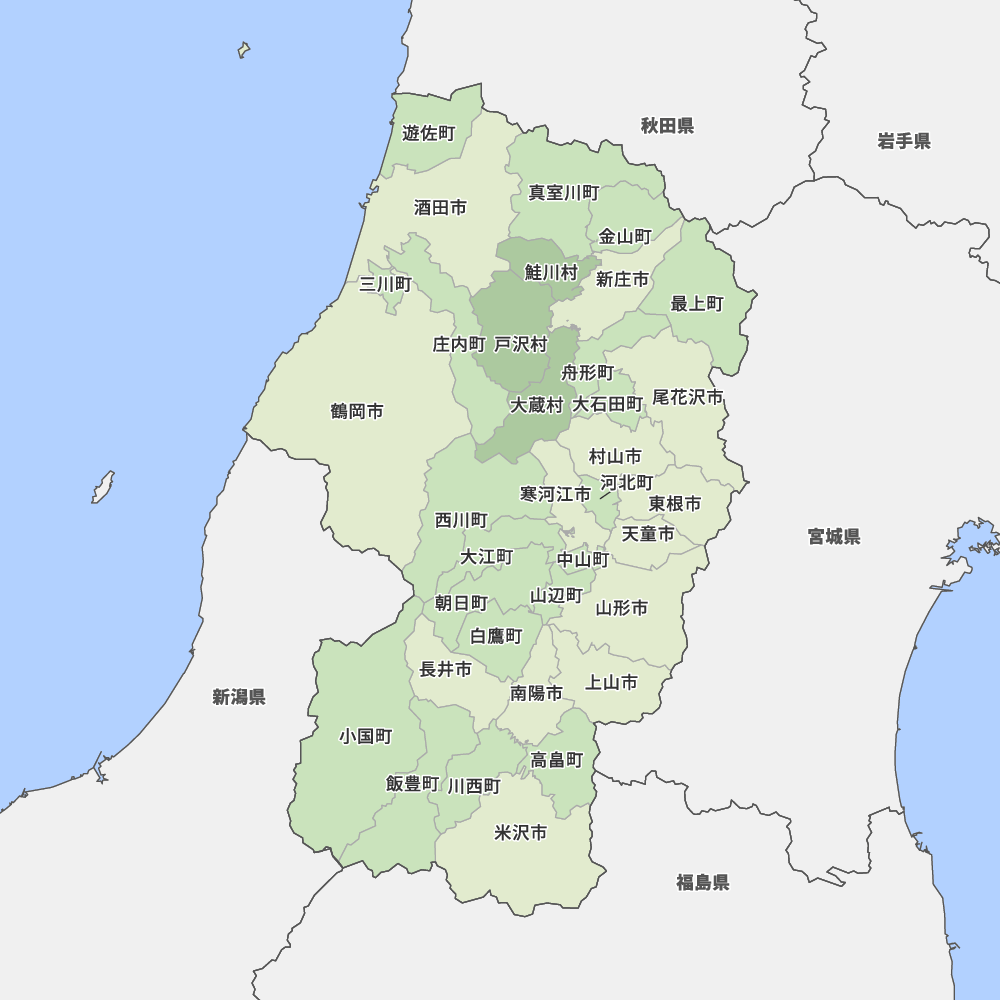 秋田県
遊佐町
岩手県
真室川町
酒田市
金山町
鮭川村
新庄市
三川町
最上町
庄内町
戸沢村
舟形町
尾花沢市
大蔵村
大石田町
鶴岡市
村山市
河北町
寒河江市
東根市
西川町
天童市
宮城県
大江町
中山町
山辺町
朝日町
山形市
白鷹町
長井市
上山市
南陽市
新潟県
小国町
高畠町
飯豊町
川西町
米沢市
福島県